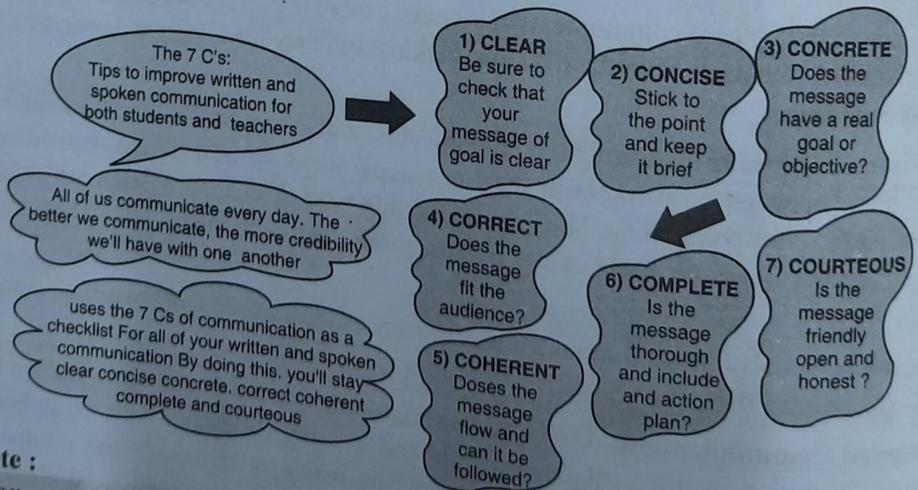 The 7 C's:
Tips to improve written and
spoken communication for
both students and teachers
All of us communicate every day. The
better we communicate, the more credibility
we'll have with one another
uses the 7 Cs of communication as a
checklist For all of your written and spoken
communication By doing this, you'll stay
clear concise concrete, correct coherent
complete and courteous
1) CLEAR
Be sure to
check that
your
message of
goal is clear
2) CONCISE
Stick to
the point
and keep
it brief
3) CONCRETE
Does the
message
have a real
goal or
objective?
4) CORRECT
Does the
message
fit the
audience?
5) COHERENT
Doses the
message
flow and
can it be
followed?
6) COMPLETE
Is the
message
thorough
and include
and action
plan?
7) COURTEOUS
Is the
message
friendly
open and
honest ?
te :